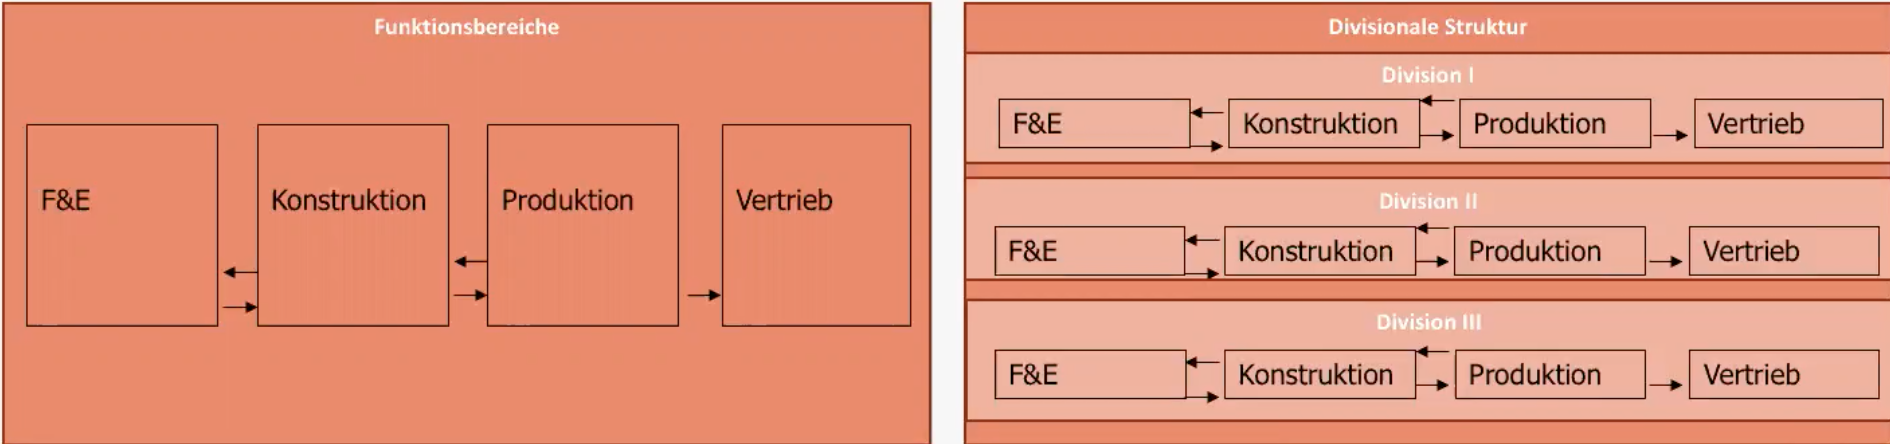 Funktionsbereiche
F&E
Konstruktion
Produktion
Vertrieb
Divisionale Struktur
Division I
F&E
Konstruktion
Produktion
Vertrieb
Division II
F&E
Konstruktion
Produktion
Vertrieb
Division III
F&E
Konstruktion
Produktion
Vertrieb